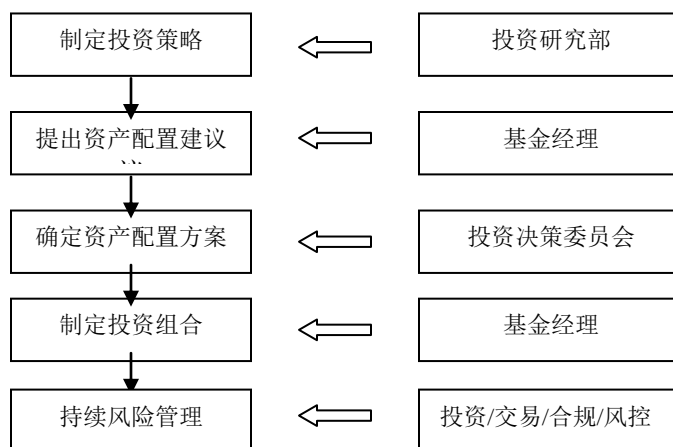 制定投资策略
投资研究部
提出资产配置建议
基金经理
确定资产配置方案
投资决策委员会
制定投资组合
基金经理
持续风险管理
投资/交易/合规/风控